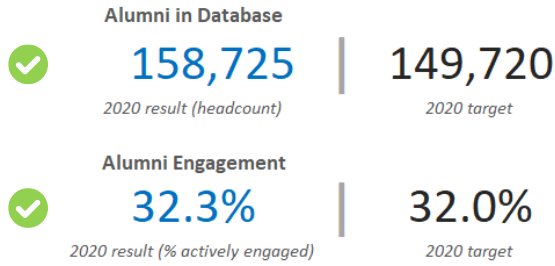 Alumni in Database
158,725 | 149,720
2020 result (headcount) 2020 target
Alumni Engagement
32.3% | 32.0%
2020 result (% actively engaged) 2020 target